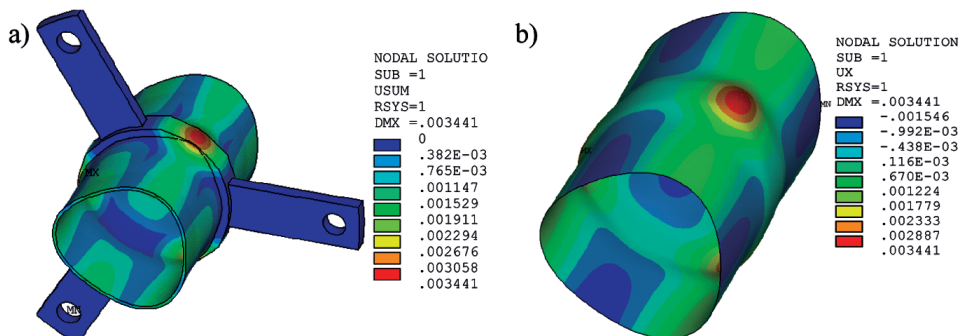 a)
NODAL SOLUTIO
SUB =1
USUM
RSYS=1
DMX =.003441
0
.382E-03
.765E-03
.001147
.001529
.001911
.002294
.002676
.003058
.003441
MX
MN
b)
NODAL SOLUTION
SUB =1
UX
RSYS=1
DMX =.003441
-.001546
-.992E-03
-.438E-03
.116E-03
.670E-03
.001224
.001779
.002333
.002887
.003441
MN
MX